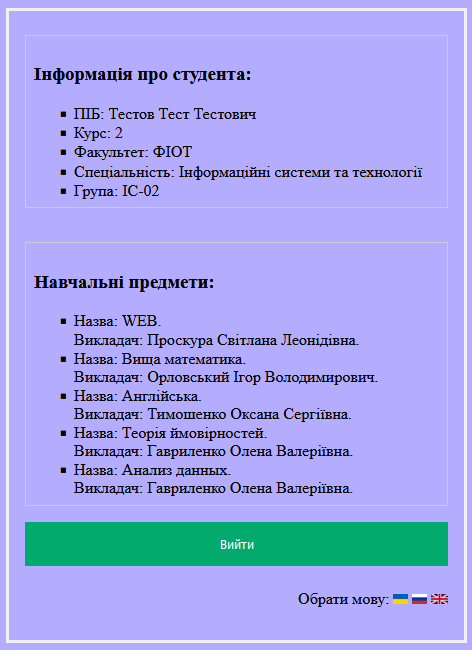 Інформація про студента:
ПІБ: Тестов Тест Тестович
Курс: 2
Факультет: ФІОТ
Спеціальність: Інформаційні системи та технології
Група: ІС-02
Навчальні предмети:
Назва: WEB.
Викладач: Проскура Світлана Леонідівна.
Назва: Вища математика.
Викладач: Орловський Ігор Володимирович.
Назва: Англійська.
Викладач: Тимошенко Оксана Сергіївна.
Назва: Теорія ймовірностей.
Викладач: Гавриленко Олена Валеріївна.
Назва: Анализ данных.
Викладач: Гавриленко Олена Валеріївна.
Вийти
Обрати мову: